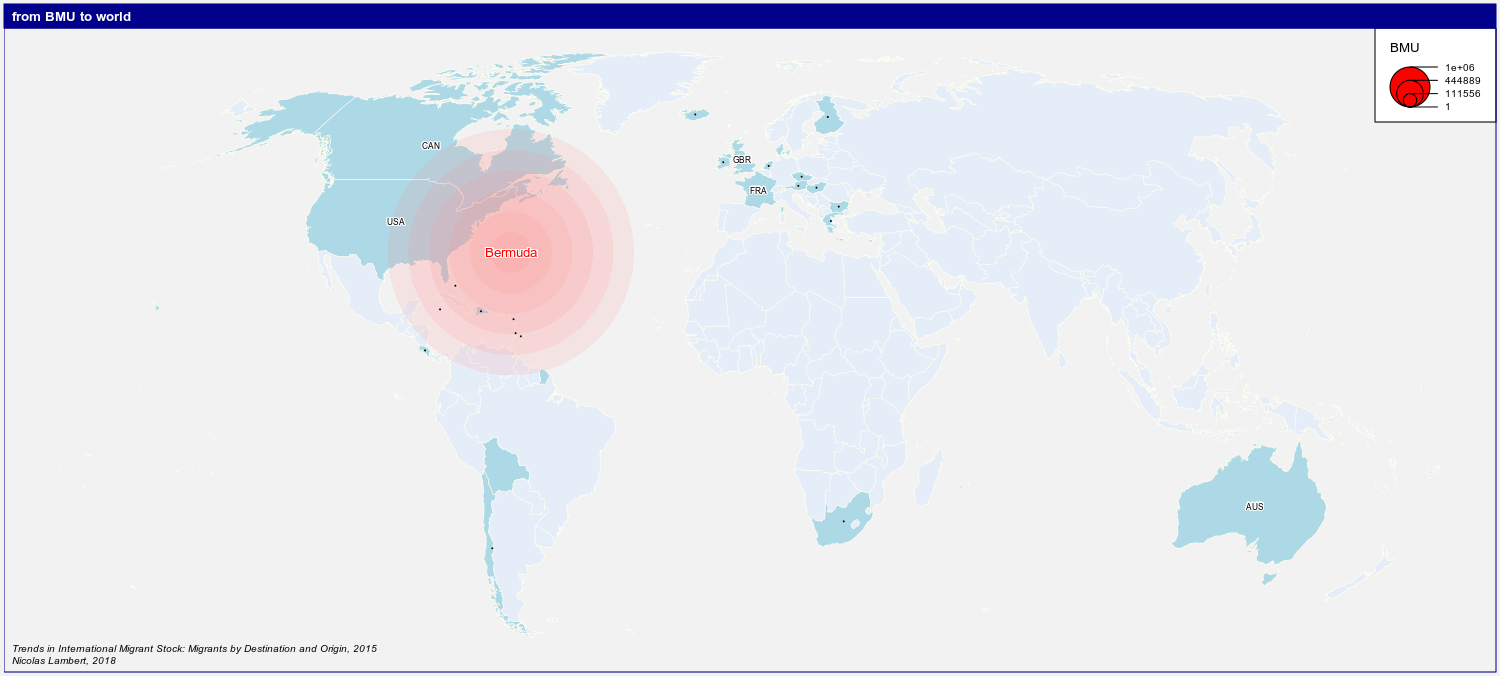 from BMU to world
BMU
1e+06
444889
111556
1
CAN
GBR
FRA
USA
Bermuda
AUS
Trends in International Migrant Stock: Migrants by Destination and Origin, 2015
Nicolas Lambert, 2018